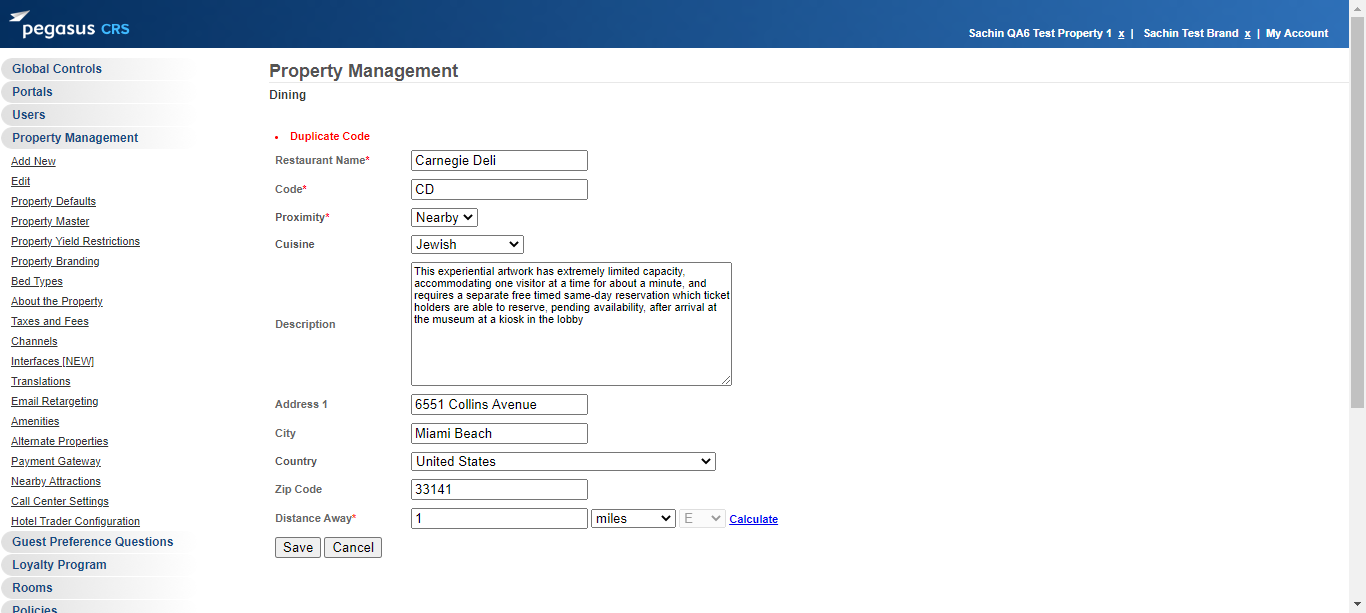 pegasus CRS
Sachin QA6 Test Property 1 x | Sachin Test Brand x | My Account
Global Controls
Portals
Users
Property Management
Add New
Edit
Property Defaults
Property Master
Property Yield Restrictions
Property Branding
Bed Types
About the Property
Taxes and Fees
Channels
Interfaces [NEW]
Translations
Email Retargeting
Amenities
Alternate Properties
Payment Gateway
Nearby Attractions
Call Center Settings
Hotel Trader Configuration
Guest Preference Questions
Loyalty Program
Rooms
Policies
Property Management
Dining
• Duplicate Code
Restaurant Name* Carnegie Deli
Code* CD
Proximity* Nearby
Cuisine Jewish
Description
This experiential artwork has extremely limited capacity,
accommodating one visitor at a time for about a minute, and
requires a separate free timed same-day reservation which ticket
holders are able to reserve, pending availability, after arrival at
the museum at a kiosk in the lobby
Address 1 6551 Collins Avenue
City Miami Beach
Country United States
Zip Code 33141
Distance Away* 1 miles E Calculate
Save Cancel